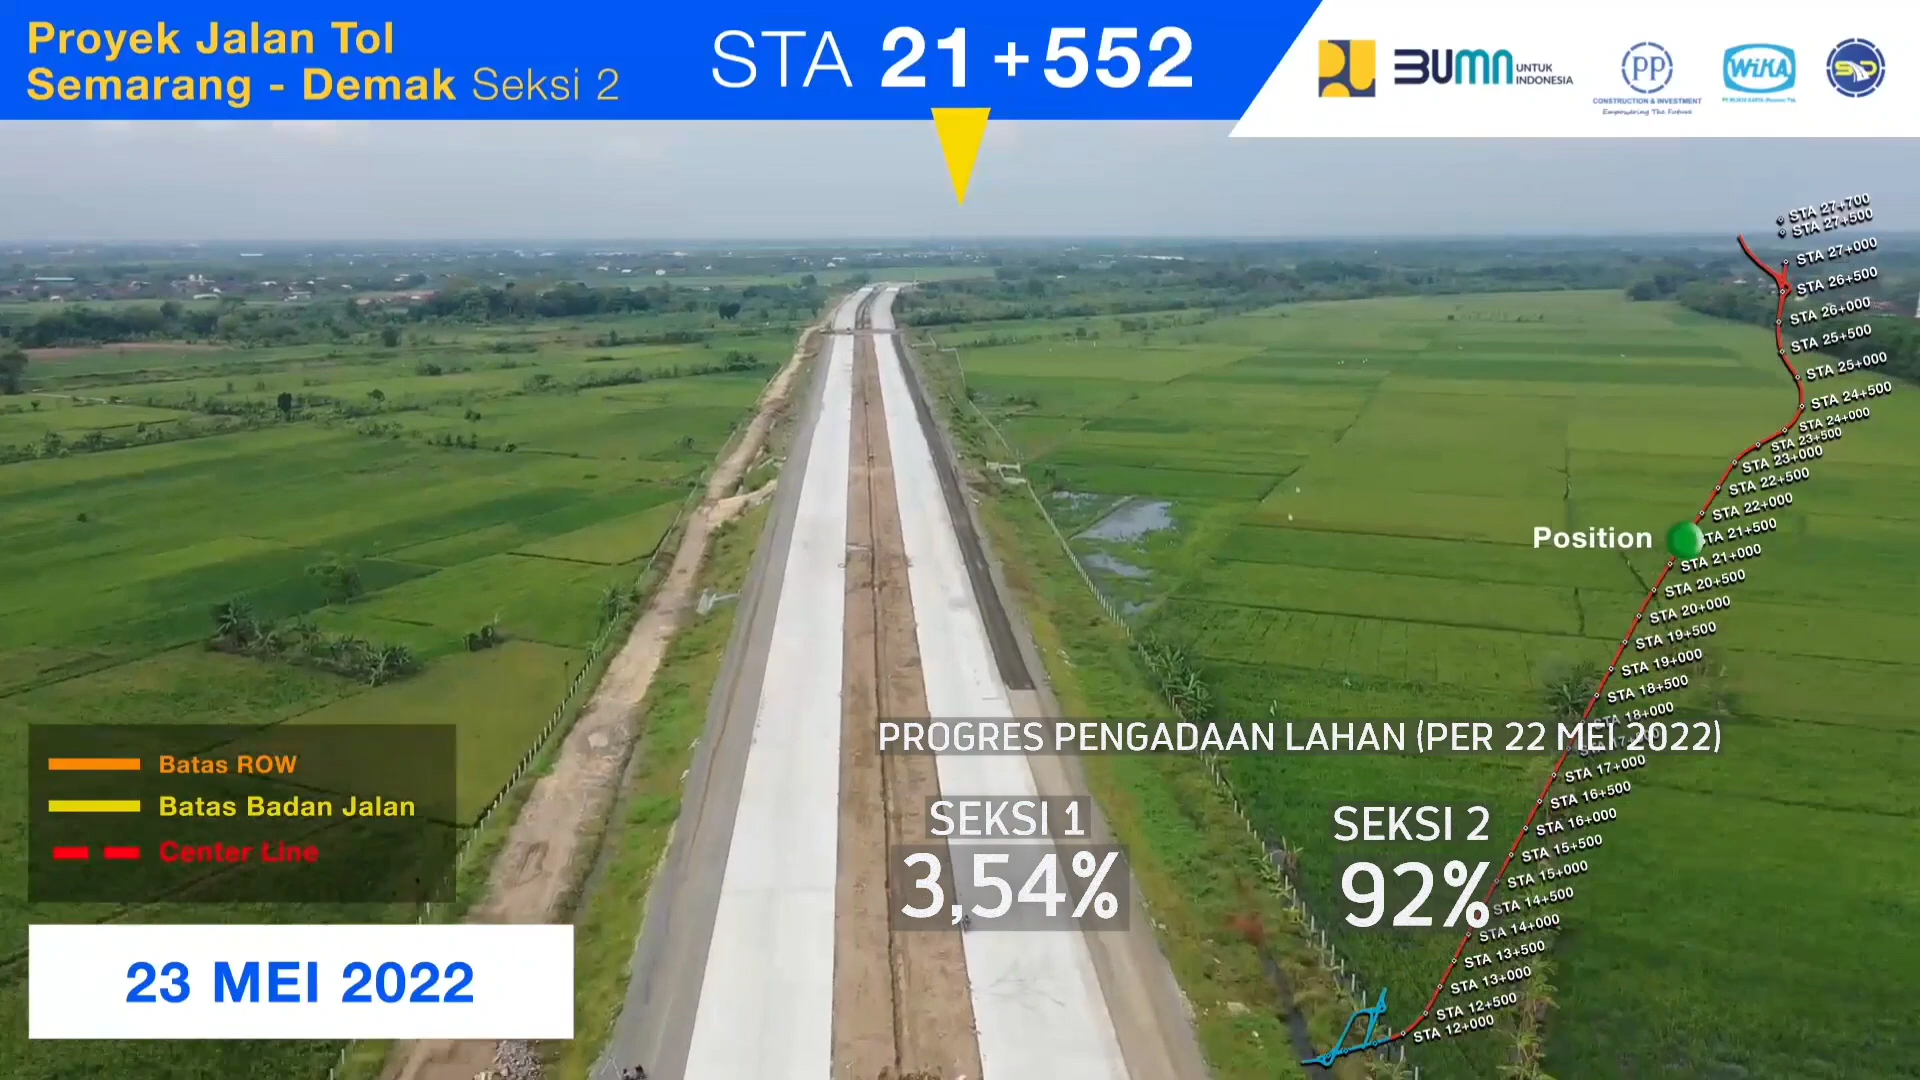 Proyek Jalan Tol
Semarang - Demak Seksi 2
STA 21+552
BUMN UNTUK INDONESIA
PP
CONSTRUCTION & INVESTMENT
Empowering The Future
WIKA
STA 27+700
STA 27+500
STA 27+000
STA 26+500
STA 26+000
STA 25+500
STA 25+000
STA 24+500
STA 24+000
STA 23+500
STA 23+000
STA 22+500
STA 22+000
Position
STA 21+500
STA 21+000
STA 20+500
STA 20+000
STA 19+500
STA 19+000
STA 18+500
STA 18+000
PROGRES PENGADAAN LAHAN (PER 22 MEI 2022)
STA 17+000
STA 16+500
STA 16+000
STA 15+500
STA 15+000
STA 14+500
STA 14+000
STA 13+500
STA 13+000
STA 12+500
STA 12+000
SEKSI 1
3,54%
SEKSI 2
92%
Batas ROW
Batas Badan Jalan
Center Line
23 MEI 2022